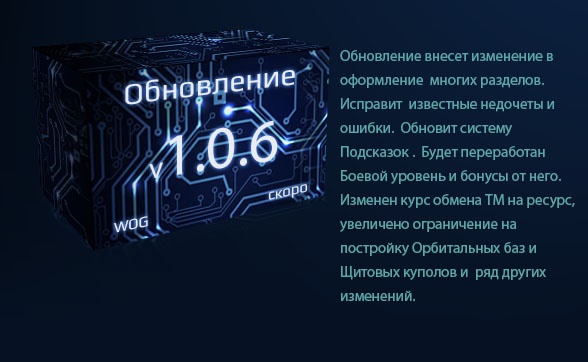 Обновление
v1.0.6
WOG
скоро
Обновление внесет изменение в
оформление многих разделов.
Исправит известные недочеты и
ошибки. Обновит систему
Подсказок . Будет переработан
Боевой уровень и бонусы от него.
Изменен курс обмена ТМ на ресурс,
увеличено ограничение на
постройку Орбитальных баз и
Щитовых куполов и ряд других
изменений.